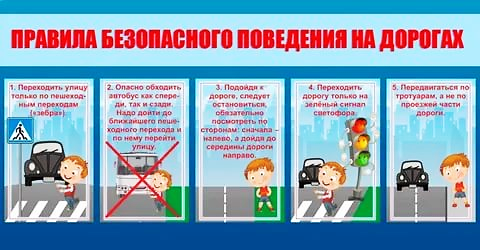 ПРАВИЛА БЕЗОПАСНОГО ПОВЕДЕНИЯ НА ДОРОГАХ
1. Переходить улицу
только по пешеход-
ным переходам
(«зебра»).
2. Опасно обходить
автобус как спере-
ди, так и сзади.
Надо дойти до
ближайшего пеше-
ходного перехода и
по нему перейти
улицу.
3. Подойдя к
дороге, следует
остановиться,
обязательно
посмотреть по
сторонам: сначала –
налево, а дойдя до
середины дороги
направо.
4. Переходить
дорогу только на
зелёный сигнал
светофора.
5. Передвигаться по
тротуарам, а не по
проезжей части
дороги.